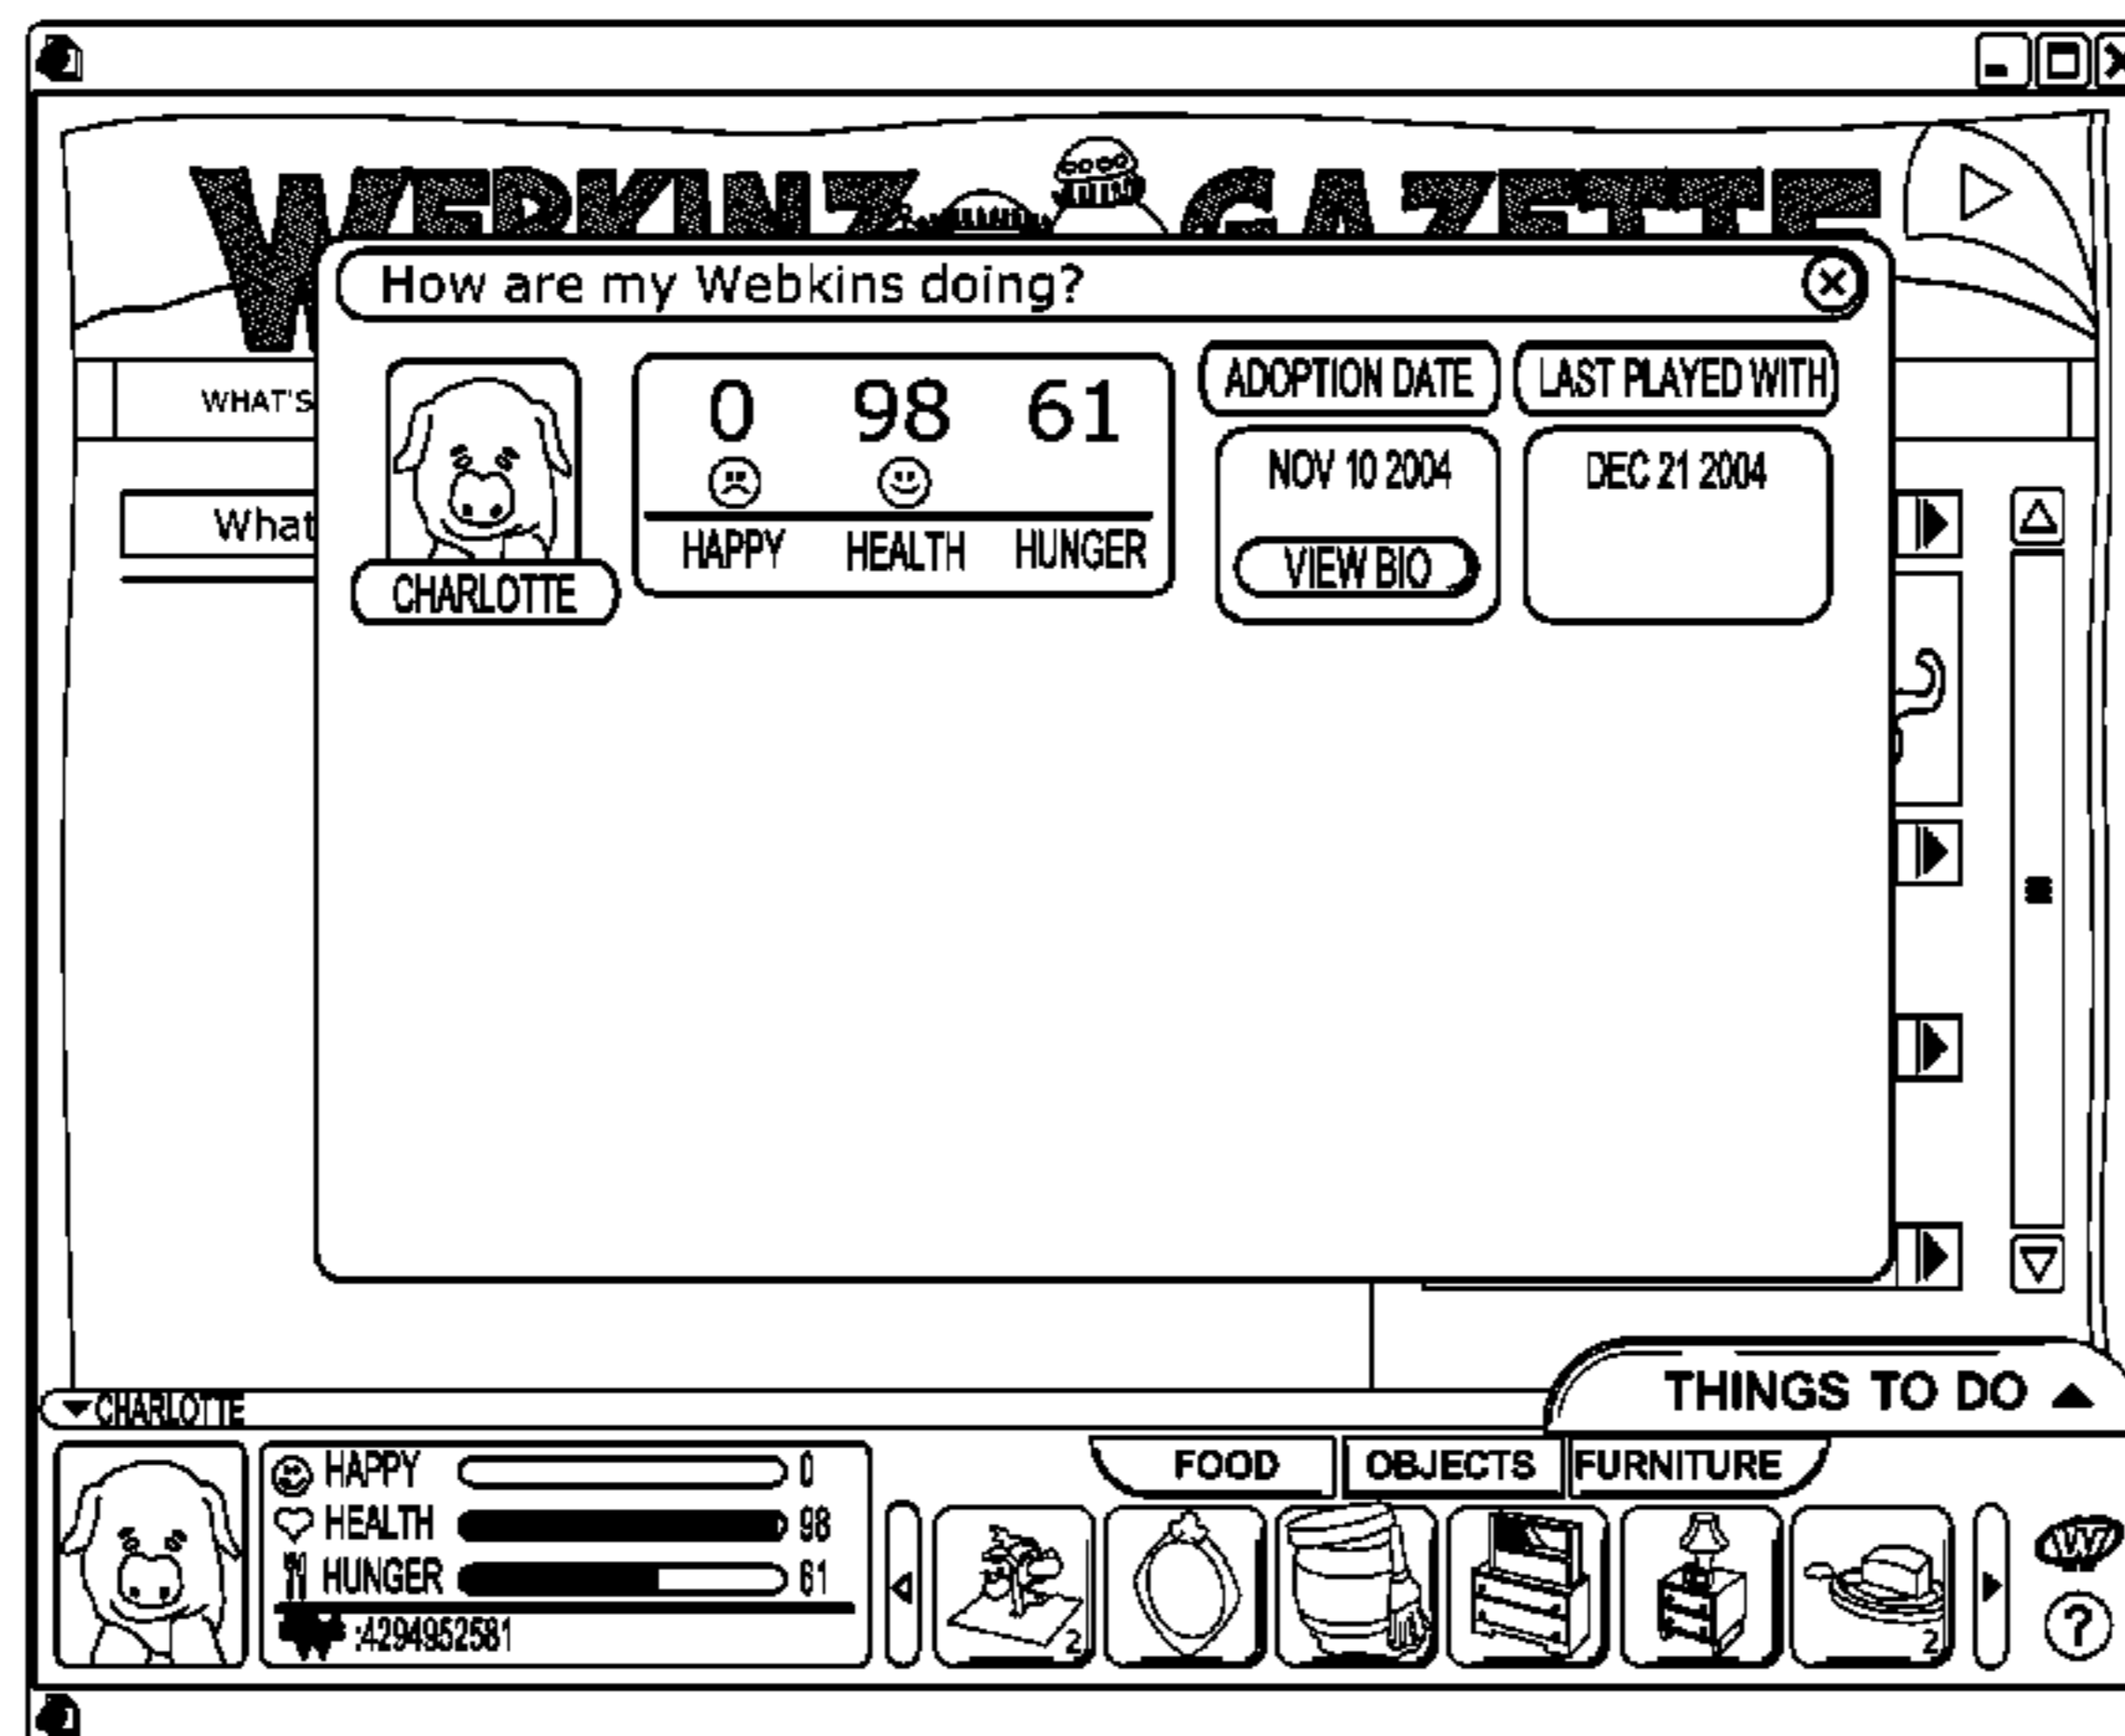 WEBKINZ GAZETTE
How are my Webkins doing?
WHAT'S
What
CHARLOTTE
0 98 61
HAPPY HEALTH HUNGER
ADOPTION DATE
NOV 10 2004
VIEW BIO
LAST PLAYED WITH
DEC 21 2004
CHARLOTTE
THINGS TO DO
HAPPY 0
HEALTH 98
HUNGER 61
:4294952581
FOOD OBJECTS FURNITURE
2
2
W
?